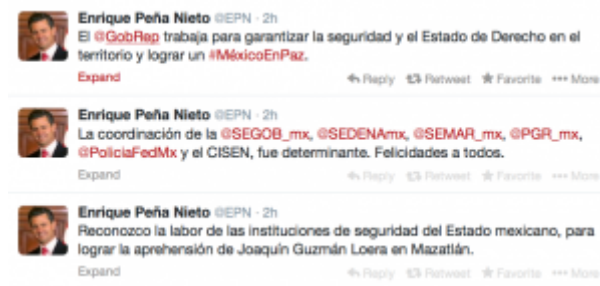 Enrique Peña Nieto @EPN · 2h
El @GobRep trabaja para garantizar la seguridad y el Estado de Derecho en el
territorio y lograr un #MéxicoEnPaz.
Expand Reply Retweet Favorite More
Enrique Peña Nieto @EPN · 2h
La coordinación de la @SEGOB_mx, @SEDENAmx, @SEMAR_mx, @PGR_mx,
@PoliciaFedMx y el CISEN, fue determinante. Felicidades a todos.
Expand Reply Retweet Favorite More
Enrique Peña Nieto @EPN · 2h
Reconozco la labor de las instituciones de seguridad del Estado mexicano, para
lograr la aprehensión de Joaquín Guzmán Loera en Mazatlán.
Expand Reply Retweet Favorite More